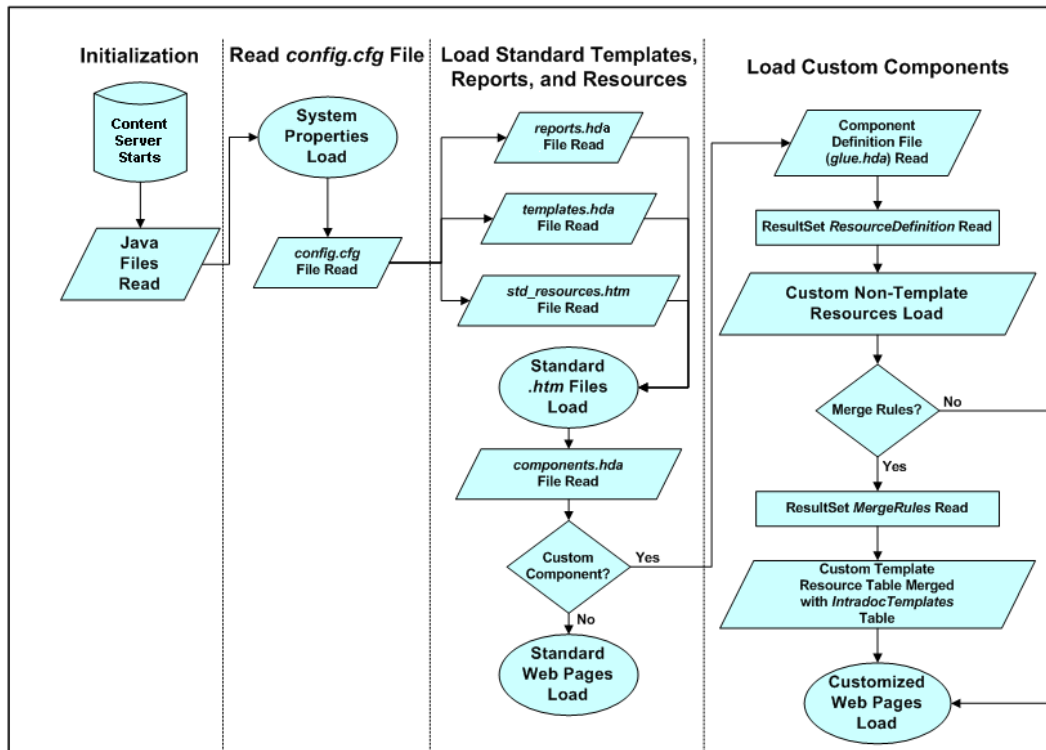 Initialization
Content
Server
Starts
Java
Files
Read
Read config.cfg File
System
Properties
Load
config.cfg
File Read
Load Standard Templates,
Reports, and Resources
reports.hda
File Read
templates.hda
File Read
std_resources.htm
File Read
Standard
.htm Files
Load
components.hda
File Read
Custom
Component?
Yes
No
Standard
Web Pages
Load
Load Custom Components
Component
Definition File
(glue.hda) Read
ResultSet ResourceDefinition Read
Custom Non-Template
Resources Load
Merge Rules?
No
Yes
ResultSet MergeRules Read
Custom Template
Resource Table Merged
with IntradocTemplates
Table
Customized
Web Pages
Load